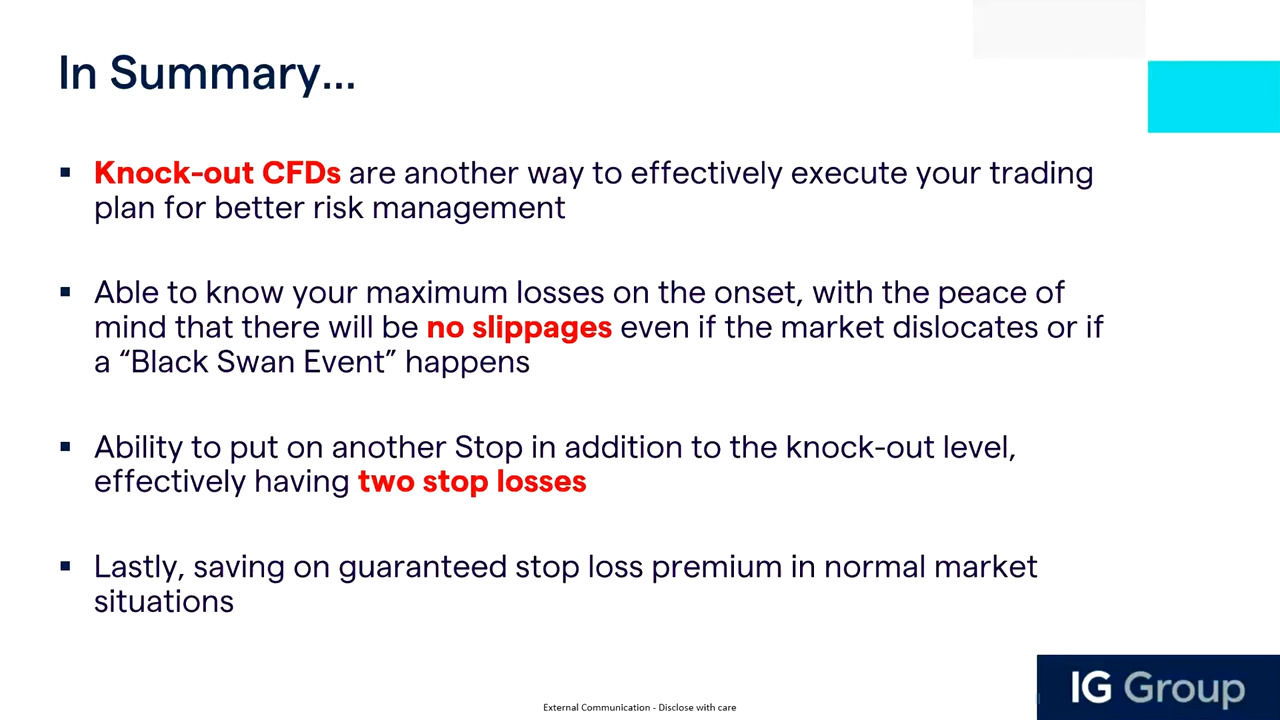 In Summary...
▪ Knock-out CFDs are another way to effectively execute your trading
plan for better risk management
▪ Able to know your maximum losses on the onset, with the peace of
mind that there will be no slippages even if the market dislocates or if
a “Black Swan Event” happens
▪ Ability to put on another Stop in addition to the knock-out level,
effectively having two stop losses
▪ Lastly, saving on guaranteed stop loss premium in normal market
situations
IG Group
External Communication - Disclose with care